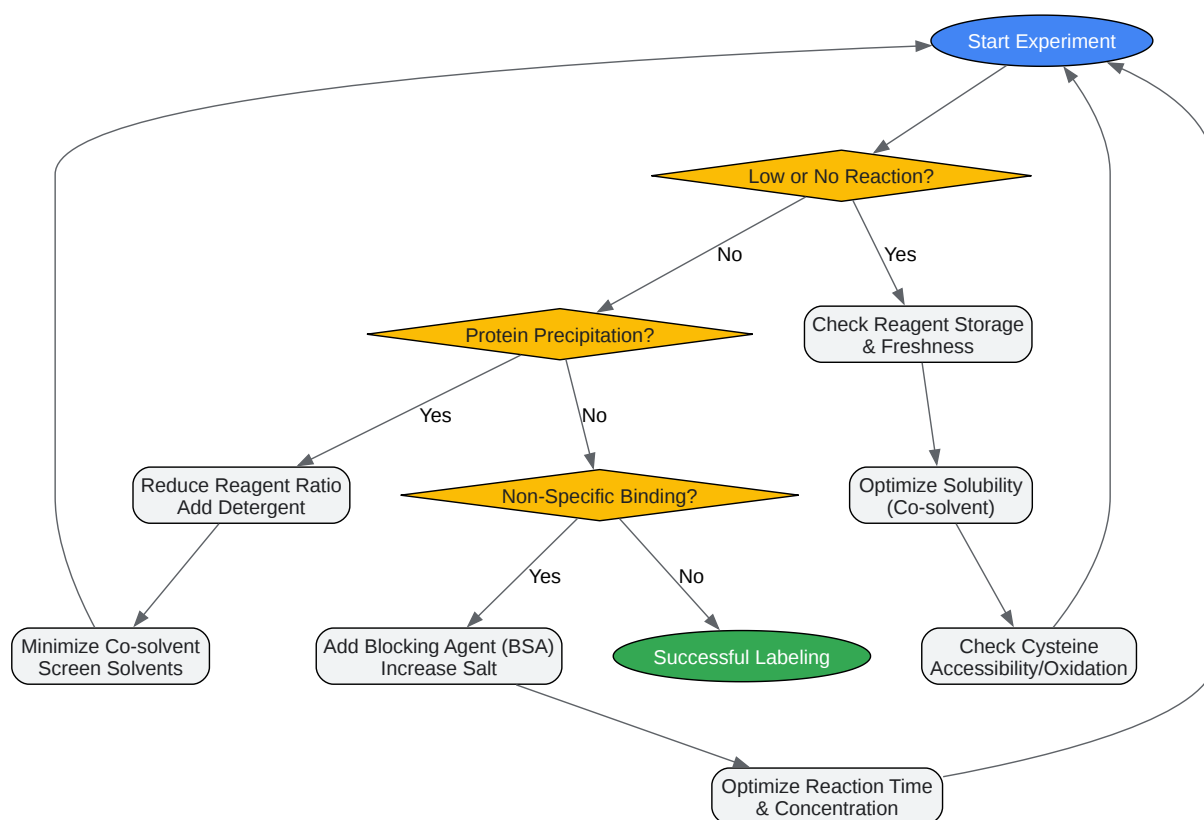 Start Experiment
Low or No Reaction?
No
Yes
Check Reagent Storage
& Freshness
Protein Precipitation?
Yes
No
Reduce Reagent Ratio
Add Detergent
Non-Specific Binding?
Optimize Solubility
(Co-solvent)
Yes
No
Minimize Co-solvent
Screen Solvents
Add Blocking Agent (BSA)
Increase Salt
Successful Labeling
Check Cysteine
Accessibility/Oxidation
Optimize Reaction Time
& Concentration